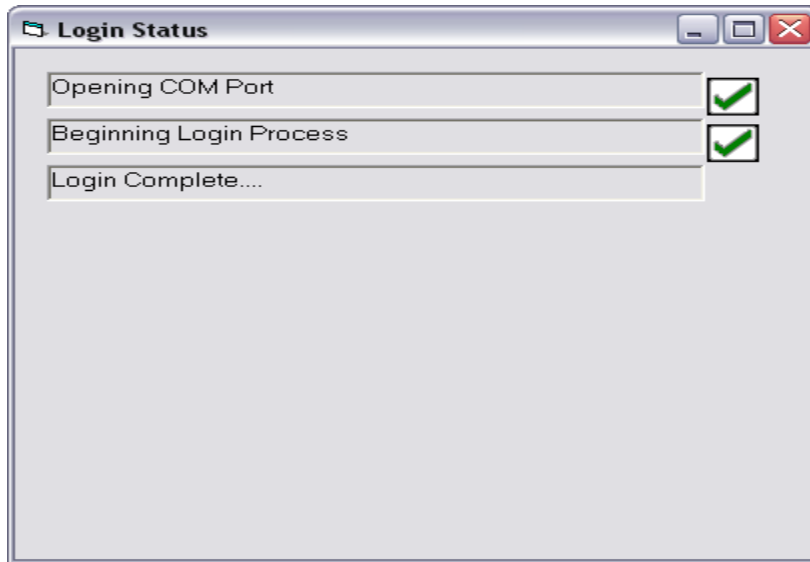 Login Status
Opening COM Port
Beginning Login Process
Login Complete....